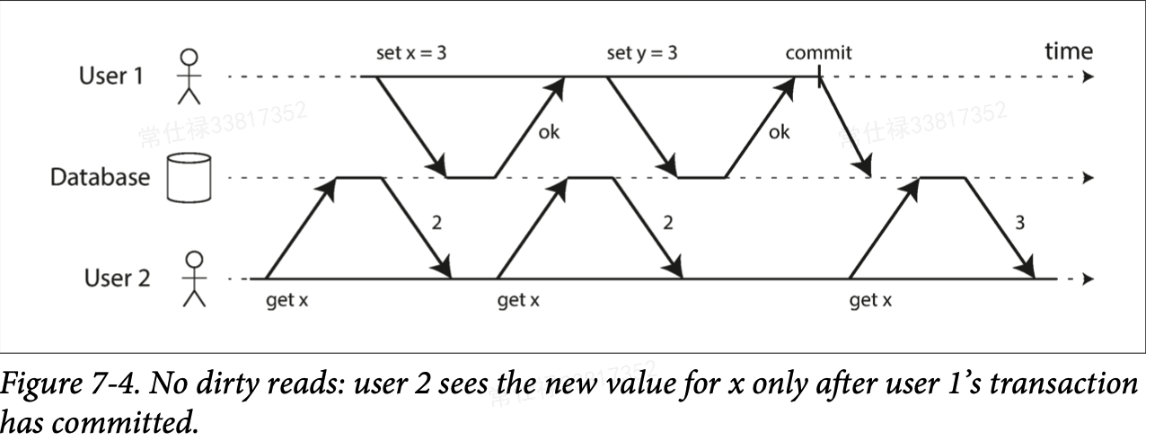 set x = 3
set y = 3
commit
time
User 1
常仕禄33817352
常仕禄33817352
ok
ok
Database
2
2
3
User 2
get x
get x
get x
Figure 7-4. No dirty reads: user 2 sees the new value for x only after user 1’s transaction
has committed.
常仕禄33817352